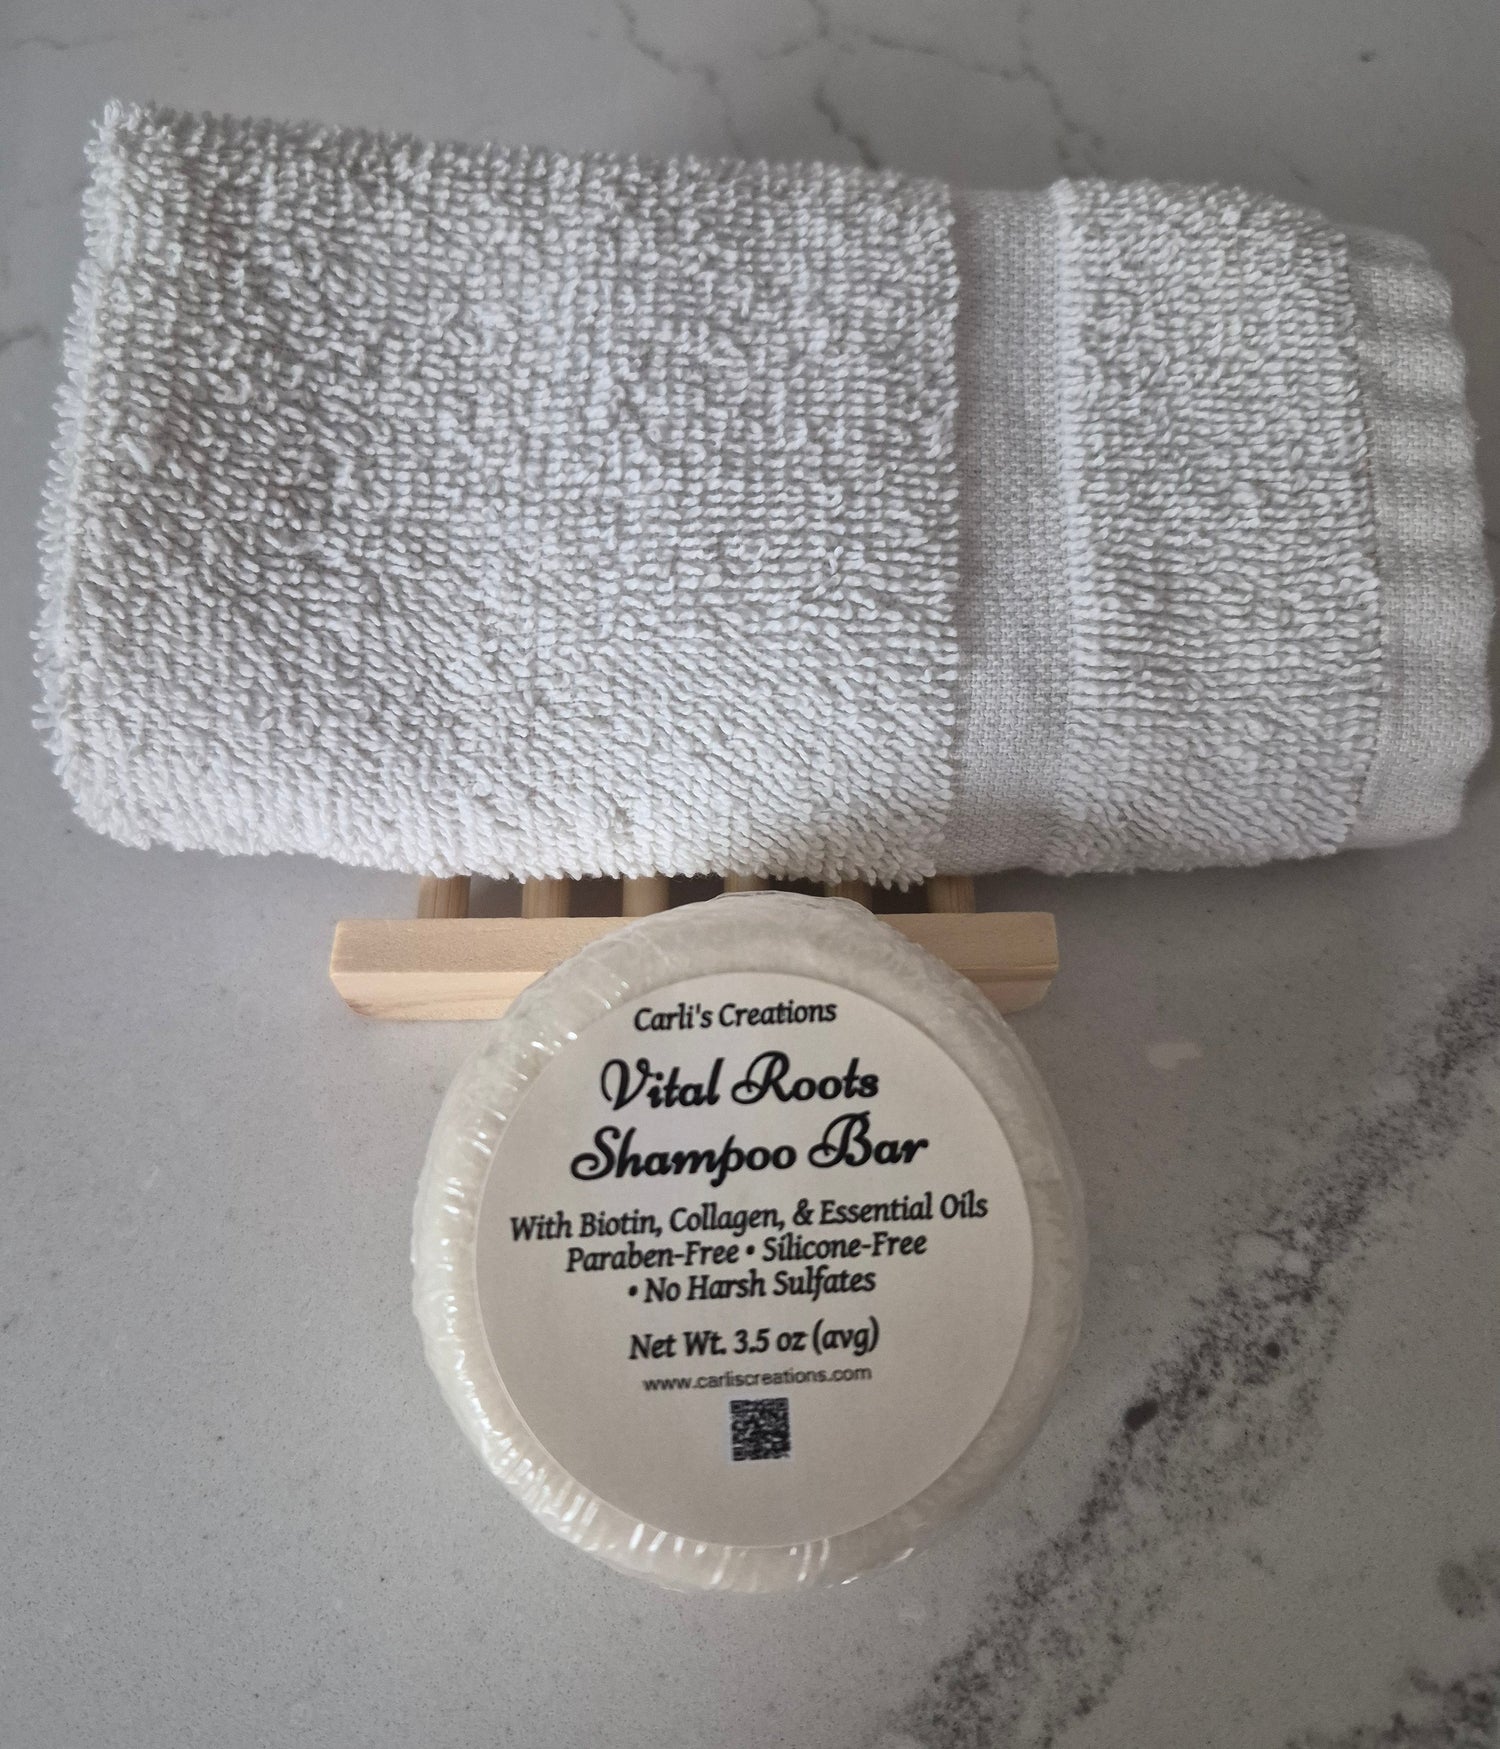 Carli's Creations
Vital Roots
Shampoo Bar
With Biotin, Collagen, & Essential Oils
Paraben-Free • Silicone-Free
• No Harsh Sulfates
Net Wt. 3.5 oz (avg)
www.carliscreations.com